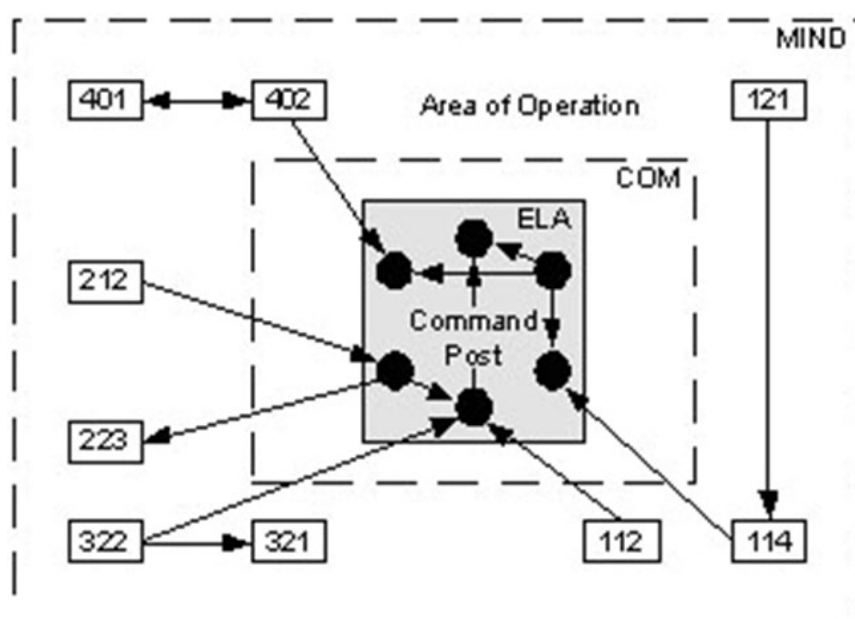 MIND
401
402
Area of Operation
121
COM
ELA
212
Command
Post
223
322
321
112
114